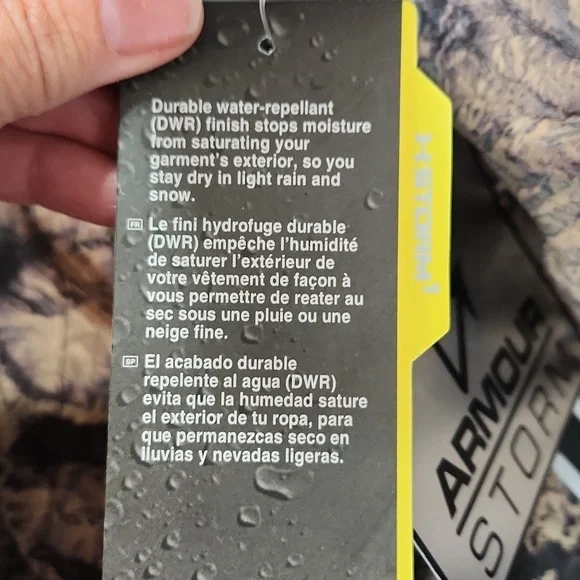 Durable water-repellant
(DWR) finish stops moisture
from saturating your
garment's exterior, so you
stay dry in light rain and
snow.
FR Le fini hydrofuge durable
(DWR) empêche l'humidité
de saturer l'extérieur de
votre vêtement de façon à
vous permettre de reater au
sec sous une pluie ou une
neige fine.
SP El acabado durable
repelente al agua (DWR)
evita que la humedad sature
el exterior de tu ropa, para
que permanezcas seco en
lluvias y nevadas ligeras.
STORM
ARMOUR
STORM